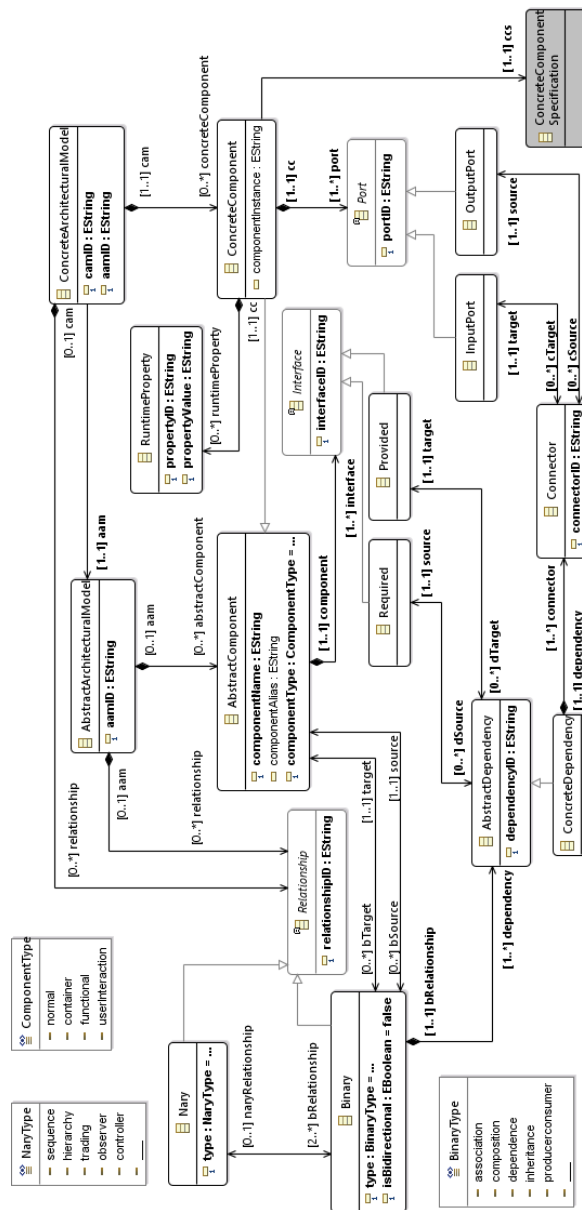 NaryType
sequence
hierarchy
trading
observer
controller
ComponentType
normal
container
functional
userInteraction
BinaryType
association
composition
dependence
inheritance
producerconsumer
Nary
type : NaryType = ...
[0..1] naryRelationship
[2..*] bRelationship
Binary
type : BinaryType = ...
isBidirectional : EBoolean = false
[1..1] bRelationship
[1..*] dependency
Relationship
relationshipID : EString
[0..*] relationship
[0..*] relationship
[0..*] bTarget
[0..*] bSource
[1..1] target
[1..1] source
AbstractArchitecturalModel
aamID : EString
[0..1] aam
[0..1] aam
[1..1] aam
[0..*] abstractComponent
AbstractComponent
componentName : EString
componentAlias : EString
componentType : ComponentType = ...
[1..1] component
[1..*] interface
AbstractDependency
dependencyID : EString
[0..*] dSource
[0..*] dTarget
ConcreteDependency
[1..1] dependency
[1..*] connector
Required
[1..1] source
Provided
[1..1] target
Interface
interfaceID : EString
RuntimeProperty
propertyID : EString
propertyValue : EString
[0..*] runtimeProperty
[1..1] cc
ConcreteArchitecturalModel
camID : EString
aamID : EString
[0..1] cam
[1..1] cam
[0..*] concreteComponent
ConcreteComponent
componentInstance : EString
[1..1] cc
[1..*] port
Port
portID : EString
InputPort
[1..1] target
OutputPort
[1..1] source
Connector
connectorID : EString
[0..*] cTarget
[0..*] cSource
[1..1] ccs
ConcreteComponent
Specification